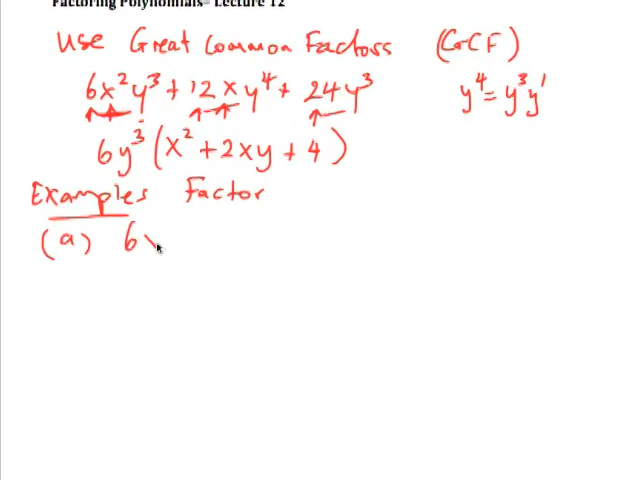 Factoring Polynomials- Lecture 12
Use Great Common Factors (GCF)
6x²y³ + 12xy⁴ + 24y³ y⁴ = y³y¹
6y³(x² + 2xy + 4)
Examples Factor
(a) 6